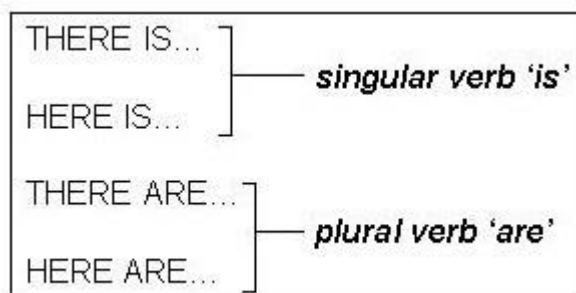 THERE IS...
singular verb ‘is’
HERE IS...
THERE ARE...
plural verb ‘are’
HERE ARE...